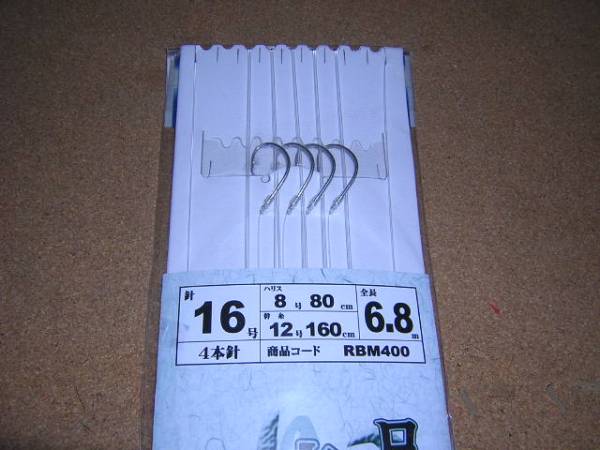 針 16号
ハリス 8号 80cm
幹糸 12号 160cm
全長 6.8m
4本針
商品コード RBM400